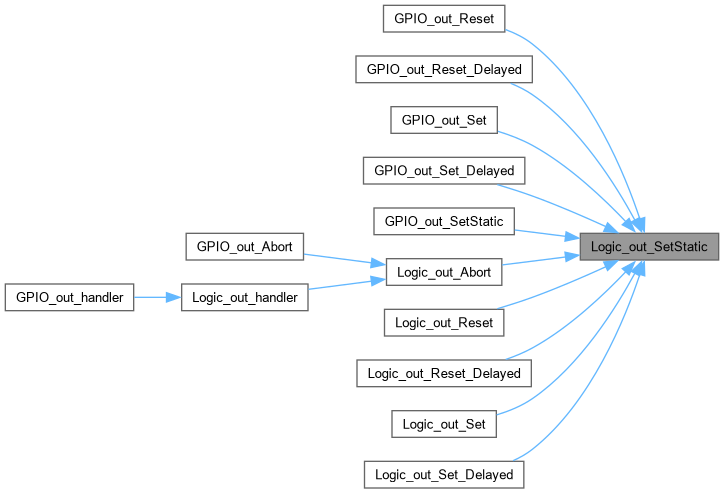 GPIO_out_Reset
GPIO_out_Reset_Delayed
GPIO_out_Set
GPIO_out_Set_Delayed
GPIO_out_SetStatic
GPIO_out_Abort
Logic_out_SetStatic
Logic_out_Abort
GPIO_out_handler
Logic_out_handler
Logic_out_Reset
Logic_out_Reset_Delayed
Logic_out_Set
Logic_out_Set_Delayed